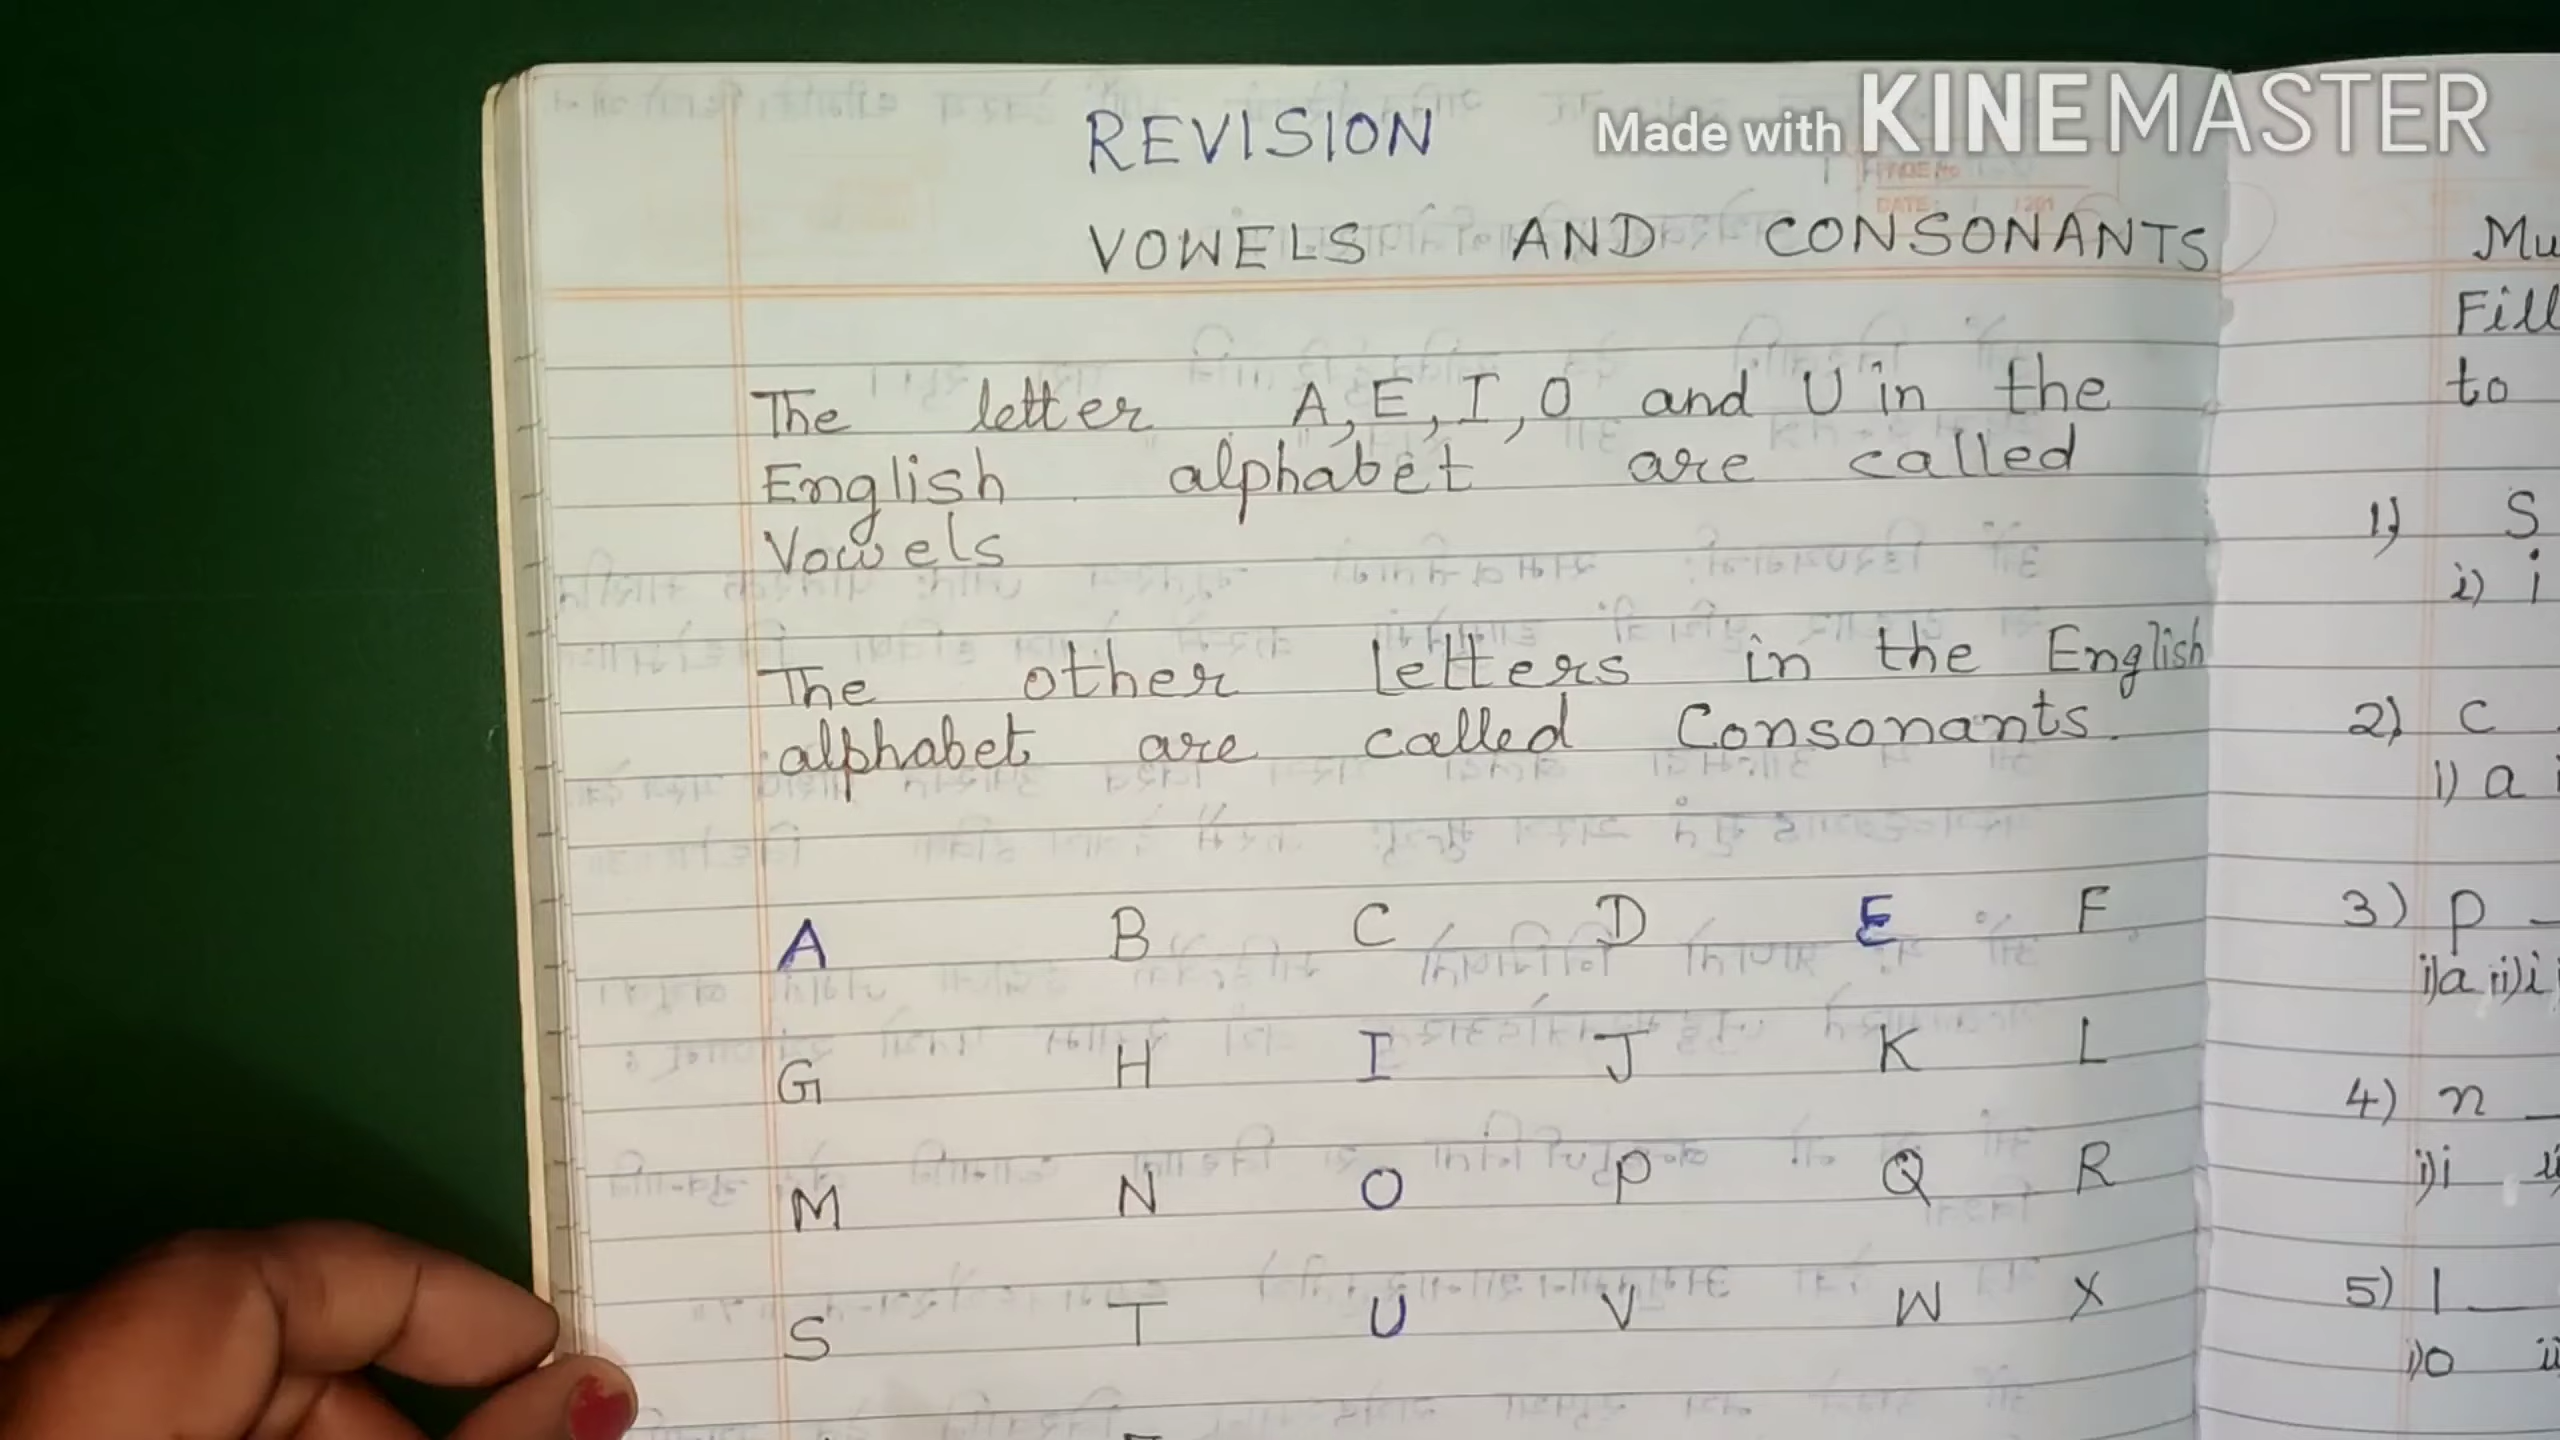 Made with KINEMASTER
REVISION
VOWELS AND CONSONANTS
The letter A, E, I, O and U in the
English alphabet are called
Vowels
The other letters in the English
alphabet are called Consonants.
A B C D E F
G H I J K L
M N O P Q R
S T U V W X
Fill
to
1) S
i
2) C
i) a
3) p _
i) a ii) i
4) n _
i) i
5) l _
i) o